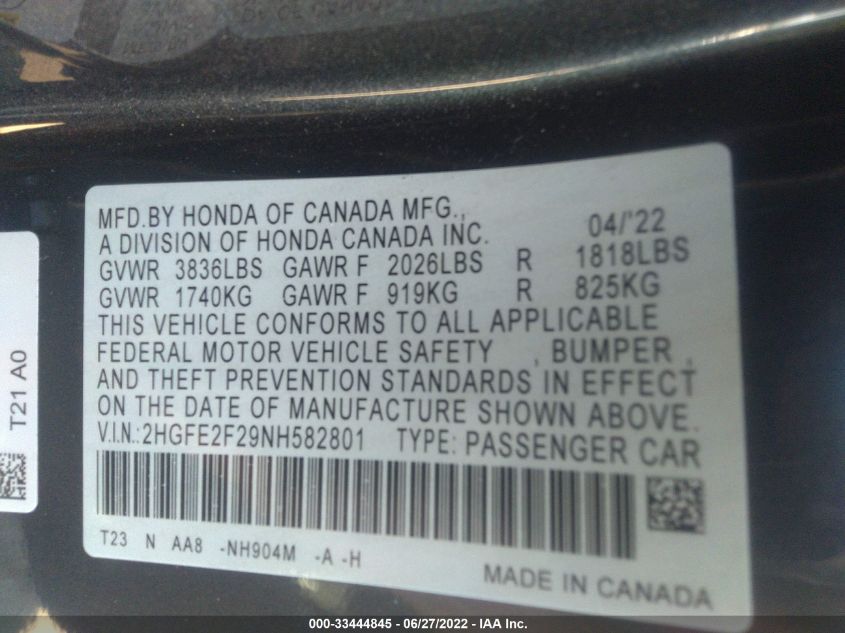 MFD.BY HONDA OF CANADA MFG., 04/'22
A DIVISION OF HONDA CANADA INC.
GVWR 3836LBS GAWR F 2026LBS R 1818LBS
GVWR 1740KG GAWR F 919KG R 825KG
THIS VEHICLE CONFORMS TO ALL APPLICABLE
FEDERAL MOTOR VEHICLE SAFETY , BUMPER ,
AND THEFT PREVENTION STANDARDS IN EFFECT
ON THE DATE OF MANUFACTURE SHOWN ABOVE.
V.I.N.:2HGFE2F29NH582801 TYPE: PASSENGER CAR
T23 N AA8 -NH904M -A -H
MADE IN CANADA
T21 A0
000-33444845 - 06/27/2022 - IAA Inc.